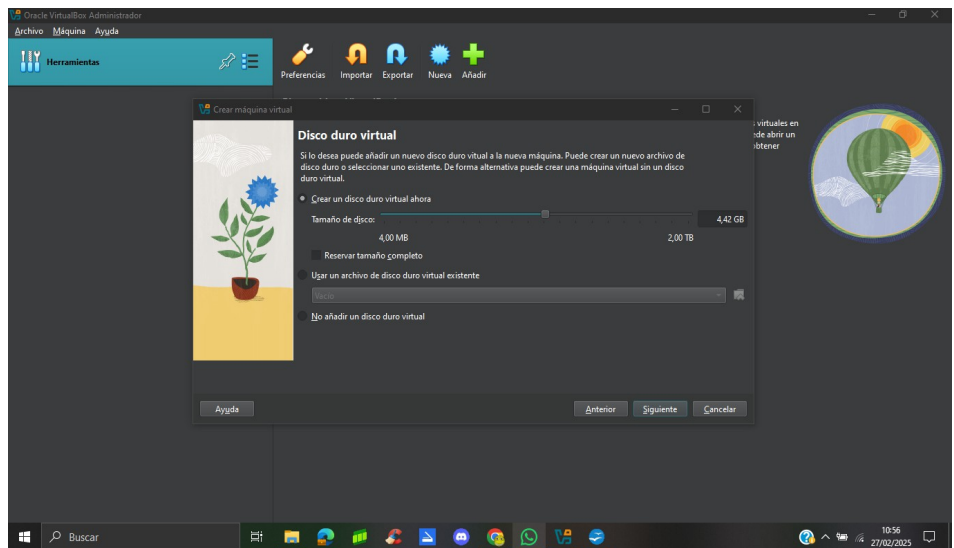 Oracle VirtualBox Administrador
Archivo Máquina Ayuda
Herramientas
Preferencias Importar Exportar Nueva Añadir
Crear máquina virtual
s virtuales en
ede abrir un
btener
Disco duro virtual
Si lo desea puede añadir un nuevo disco duro vitual a la nueva máquina. Puede crear un nuevo archivo de
disco duro o seleccionar uno existente. De forma alternativa puede crear una máquina virtual sin un disco
duro virtual.
Crear un disco duro virtual ahora
Tamaño de disco: 4,42 GB
4,00 MB 2,00 TB
Reservar tamaño completo
Usar un archivo de disco duro virtual existente
Vacío
No añadir un disco duro virtual
Ayuda Anterior Siguiente Cancelar
Buscar
10:56
27/02/2025